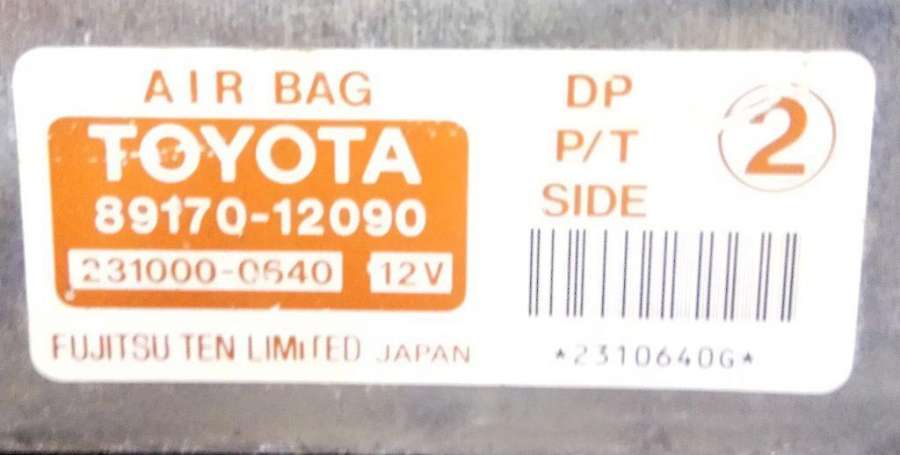 AIR BAG
TOYOTA
89170-12090
231000-0640
12V
FUJITSU TEN LIMITED JAPAN
DP
P/T
SIDE
2
*2310640G*